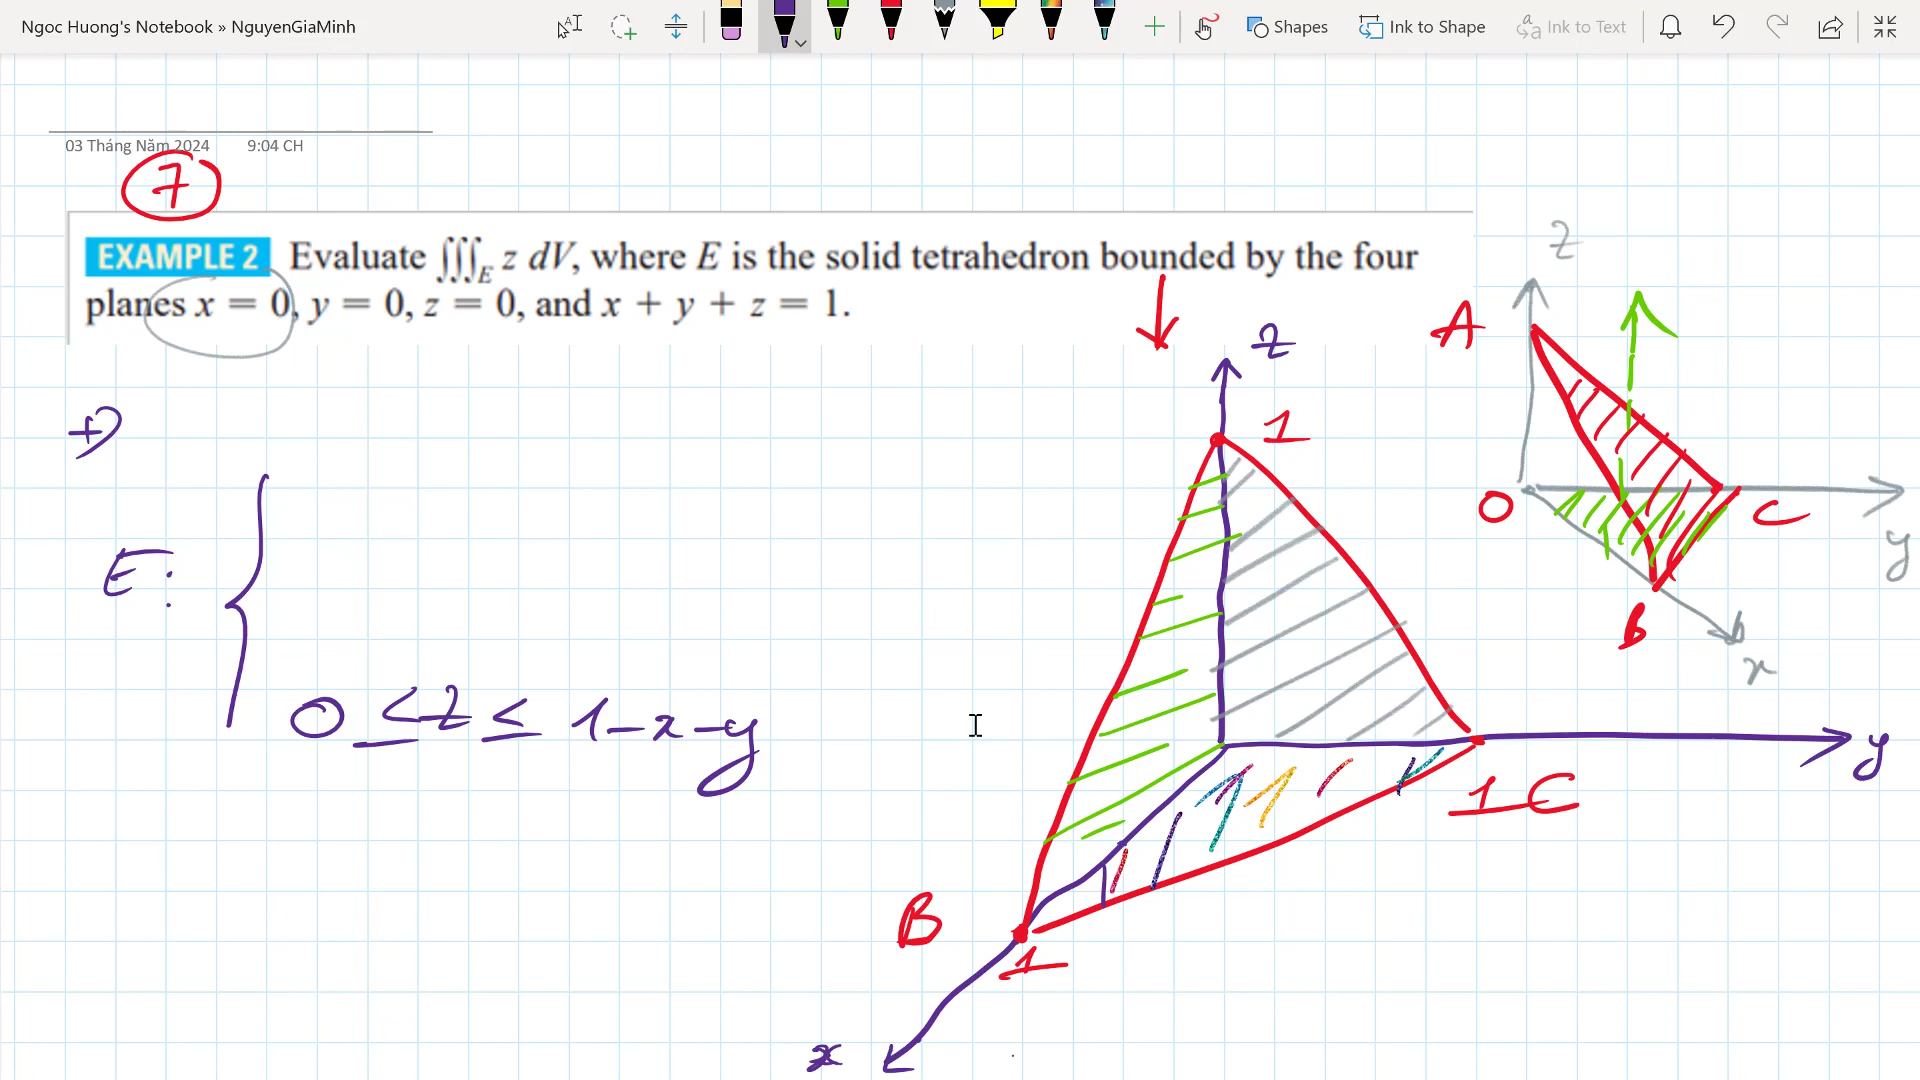 Ngoc Huong's Notebook » NguyenGiaMinh
Shapes
Ink to Shape
Ink to Text
03 Tháng Năm 2024 9:04 CH
7
EXAMPLE 2 Evaluate ∭_E z dV, where E is the solid tetrahedron bounded by the four
planes x = 0, y = 0, z = 0, and x + y + z = 1.
z
A
O
C
y
B
x
z
1
E:
0 ≤ z ≤ 1 - x - y
y
1 C
B
1
x